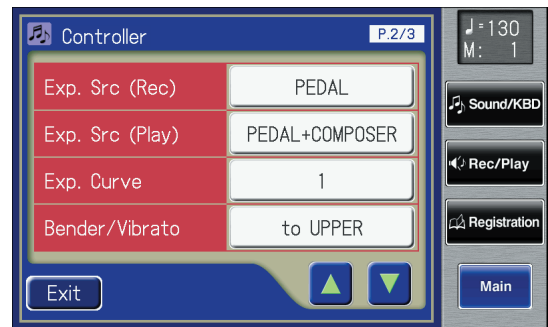 Controller
P.2/3
Exp. Src (Rec) PEDAL
Exp. Src (Play) PEDAL+COMPOSER
Exp. Curve 1
Bender/Vibrato to UPPER
Exit
♩=130
M: 1
Sound/KBD
Rec/Play
Registration
Main